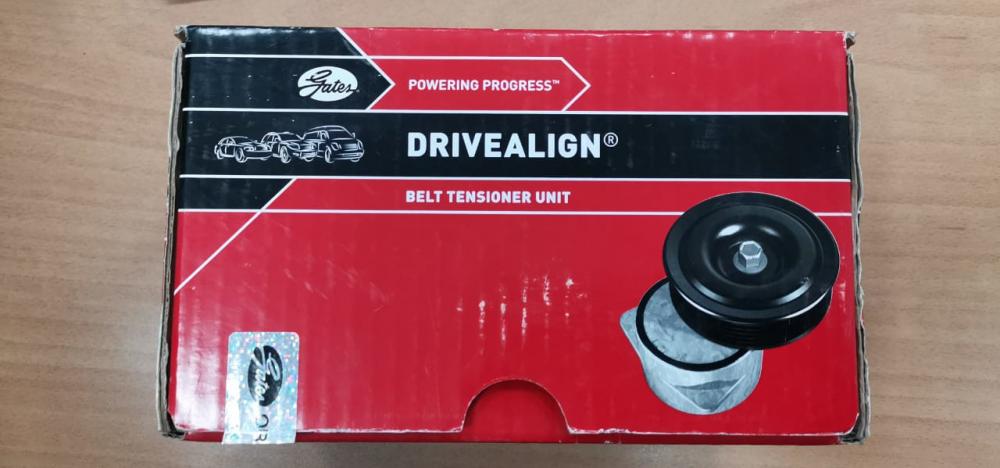 Gates
POWERING PROGRESS™
DRIVEALIGN®
BELT TENSIONER UNIT
Gates